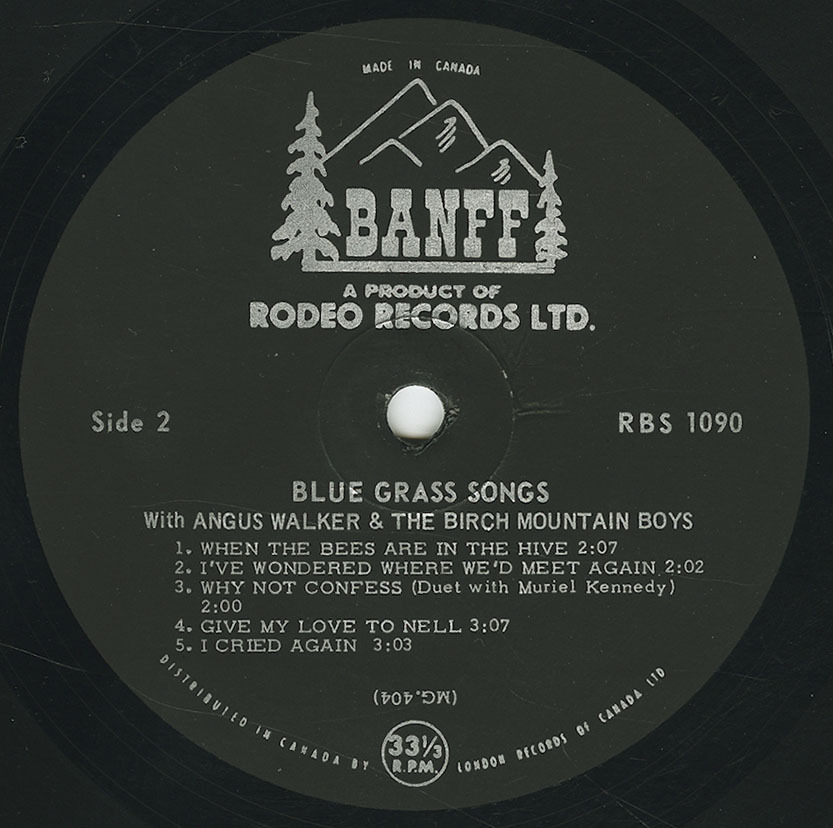 MADE IN CANADA
BANFF
A PRODUCT OF
RODEO RECORDS LTD.
Side 2
RBS 1090
BLUE GRASS SONGS
With ANGUS WALKER & THE BIRCH MOUNTAIN BOYS
1. WHEN THE BEES ARE IN THE HIVE 2:07
2. I'VE WONDERED WHERE WE'D MEET AGAIN 2:02
3. WHY NOT CONFESS (Duet with Muriel Kennedy)
2:00
4. GIVE MY LOVE TO NELL 3:07
5. I CRIED AGAIN 3:03
(MG.404)
DISTRIBUTED IN CANADA BY LONDON RECORDS OF CANADA LTD
33⅓
R.P.M.